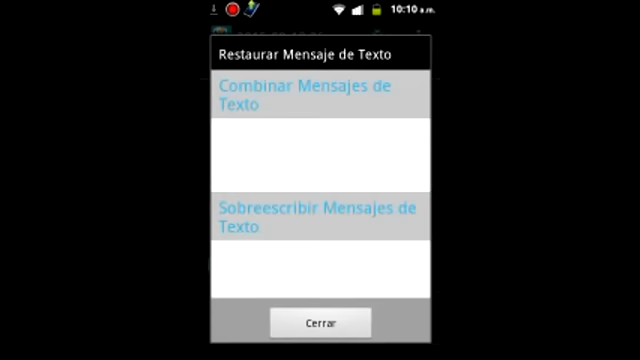 10:10 a.m.
Restaurar Mensaje de Texto
Combinar Mensajes de
Texto
Sobreescribir Mensajes de
Texto
Cerrar